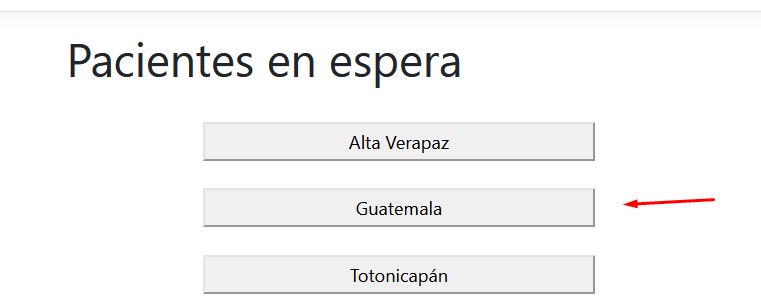 Pacientes en espera
Alta Verapaz
Guatemala
Totonicapán